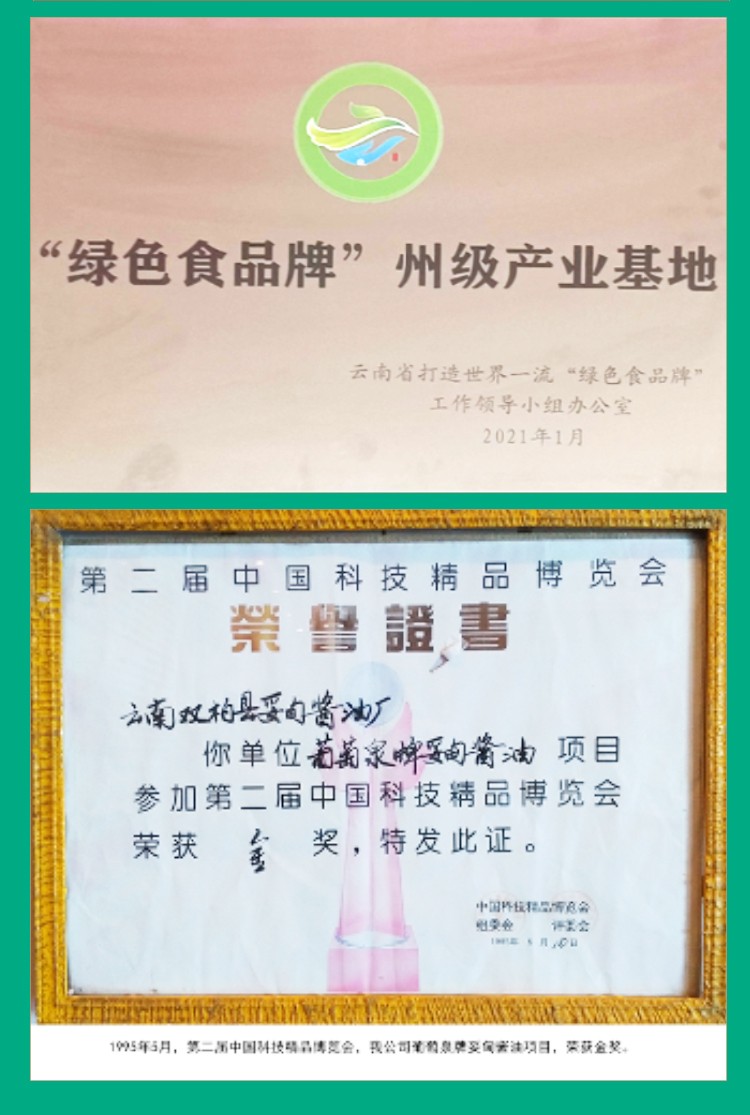 “绿色食品牌”州级产业基地
云南省打造世界一流“绿色食品牌”
工作领导小组办公室
2021年1月
第二届中国科技精品博览会
榮譽證書
云南双柏县妥甸酱油厂
你单位葡萄泉牌妥甸酱油项目
参加第二届中国科技精品博览会
荣获 金 奖，特发此证。
中国科技精品博览会
组委会 评委会
1995年5月，第二届中国科技精品博览会，我公司葡萄泉牌妥甸酱油项目，荣获金奖。